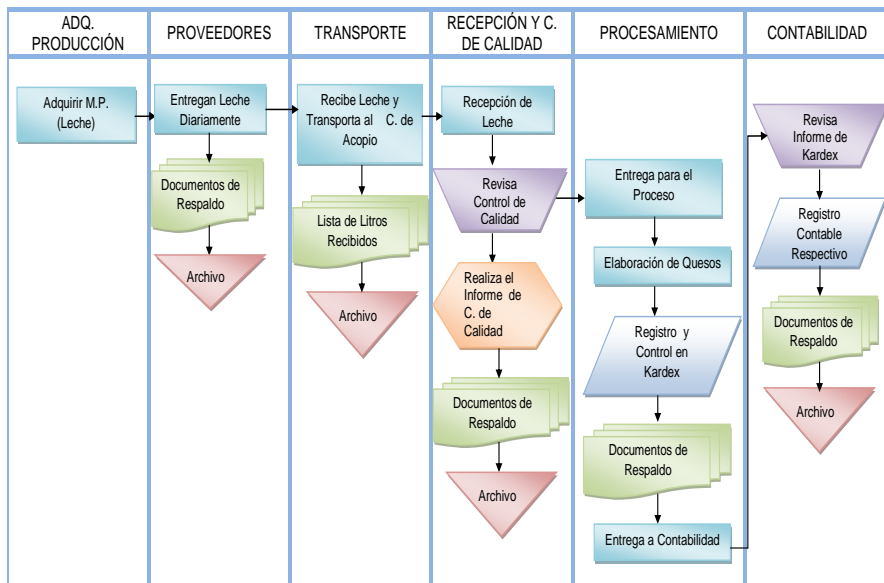 ADQ.
PRODUCCIÓN
PROVEEDORES
TRANSPORTE
RECEPCIÓN Y C.
DE CALIDAD
PROCESAMIENTO
CONTABILIDAD
Adquirir M.P.
(Leche)
Entregan Leche
Diariamente
Documentos de
Respaldo
Archivo
Recibe Leche y
Transporta al C. de
Acopio
Lista de Litros
Recibidos
Archivo
Recepción de
Leche
Revisa
Control de
Calidad
Realiza el
Informe de
C. de
Calidad
Documentos de
Respaldo
Archivo
Entrega para el
Proceso
Elaboración de Quesos
Registro y
Control en
Kardex
Documentos de
Respaldo
Entrega a Contabilidad
Revisa
Informe de
Kardex
Registro
Contable
Respectivo
Documentos de
Respaldo
Archivo